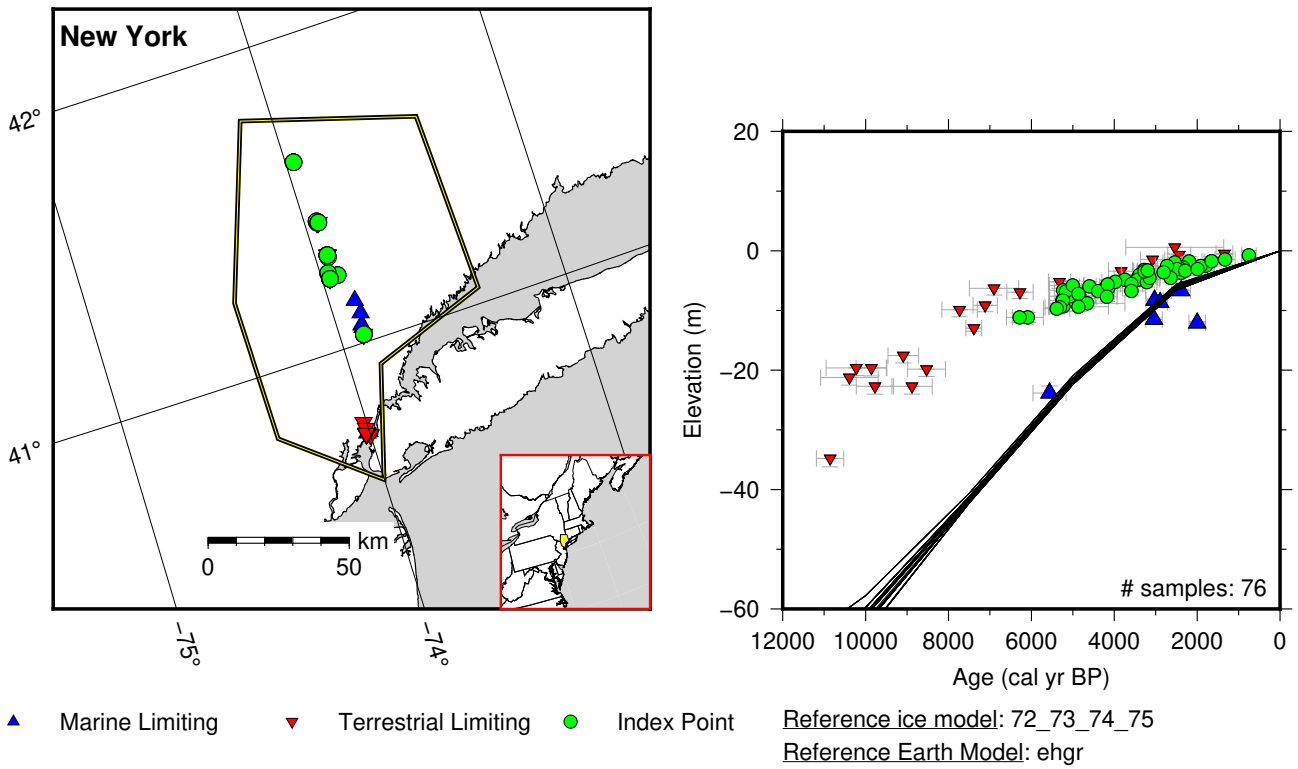 New York
42°
41°
−75°
−74°
km
0 50
20
0
−20
−40
−60
Elevation (m)
# samples: 76
12000 10000 8000 6000 4000 2000 0
Age (cal yr BP)
Marine Limiting Terrestrial Limiting Index Point
Reference ice model: 72_73_74_75
Reference Earth Model: ehgr